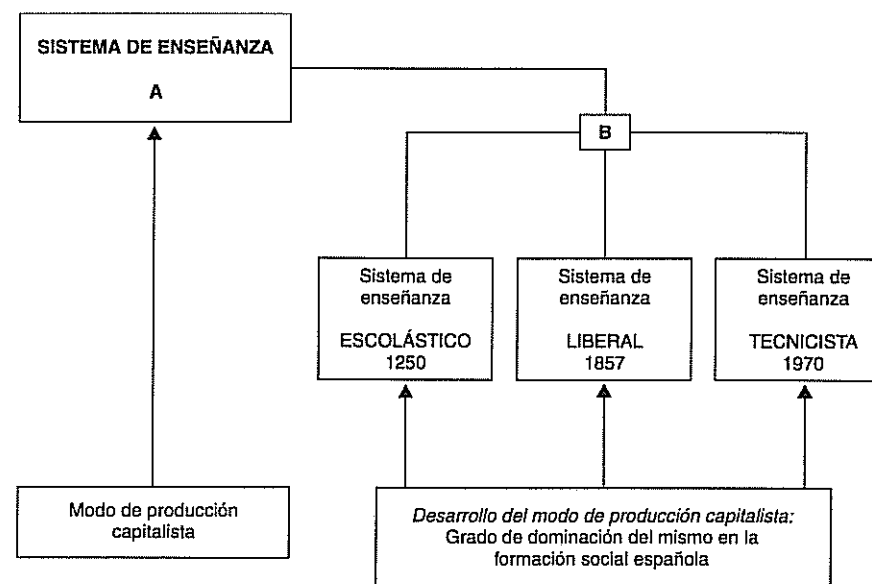 SISTEMA DE ENSEÑANZA
A
B
Sistema de
enseñanza
ESCOLÁSTICO
1250
Sistema de
enseñanza
LIBERAL
1857
Sistema de
enseñanza
TECNICISTA
1970
Modo de producción
capitalista
Desarrollo del modo de producción capitalista:
Grado de dominación del mismo en la
formación social española